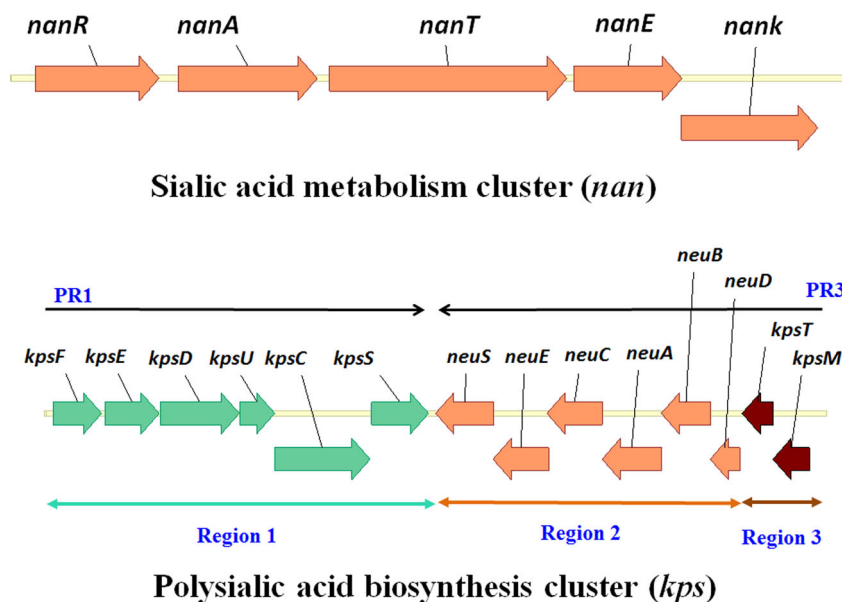 nanR nanA nanT nanE nank
Sialic acid metabolism cluster (nan)
neuB
PR1 neuD PR3
kpsT
kpsF kpsE kpsD kpsU kpsC kpsS neuS neuE neuC neuA kpsM
Region 1 Region 2 Region 3
Polysialic acid biosynthesis cluster (kps)